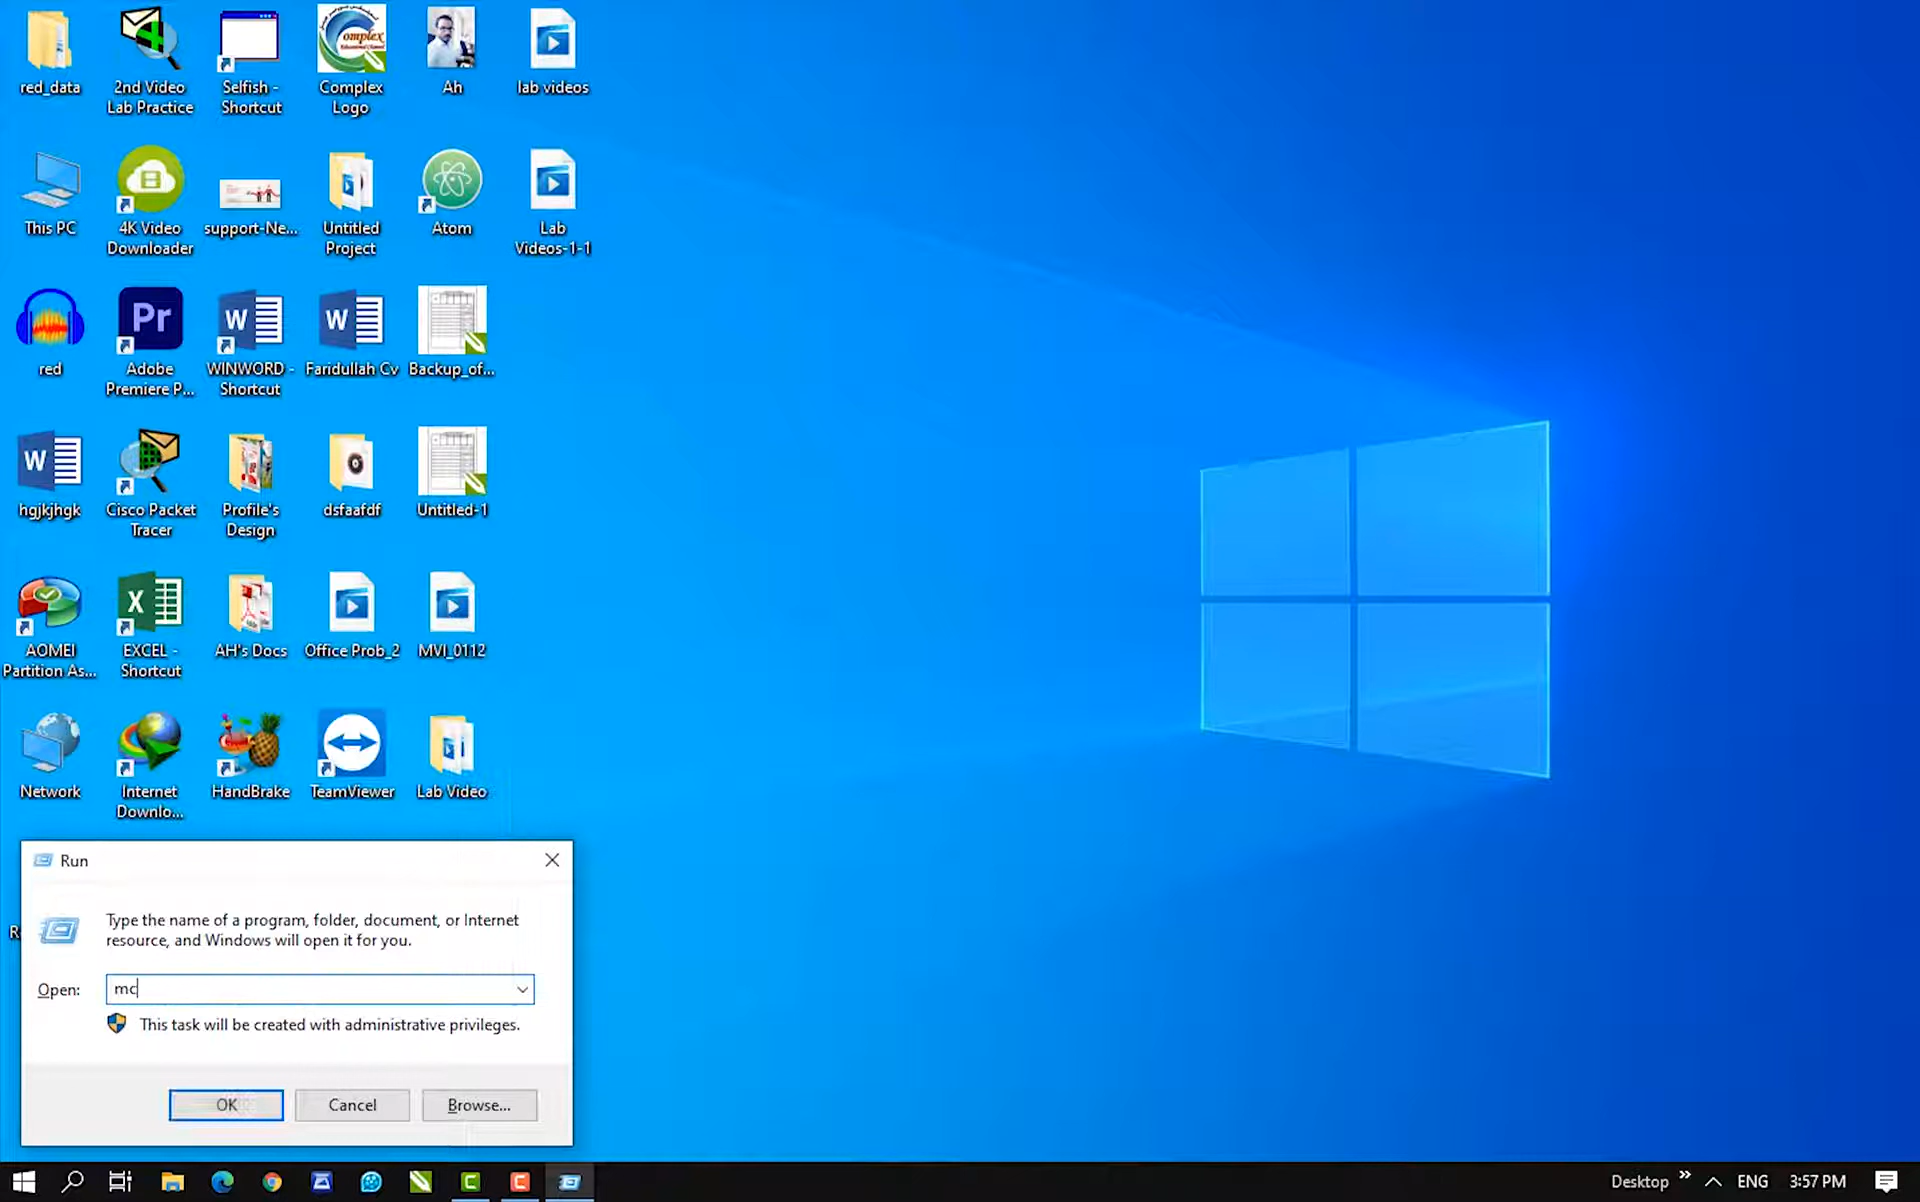 red_data
2nd Video
Lab Practice
Selfish -
Shortcut
Complex
Logo
Ah
lab videos
This PC
4K Video
Downloader
support-Ne...
Untitled
Project
Atom
Lab
Videos-1-1
red
Pr
Adobe
Premiere P...
WINWORD -
Shortcut
Faridullah Cv
Backup_of...
hgjkjhgk
Cisco Packet
Tracer
Profile's
Design
dsfaafdf
Untitled-1
AOMEI
Partition As...
EXCEL -
Shortcut
AH's Docs
Office Prob_2
MVI_0112
Network
Internet
Downlo...
HandBrake
TeamViewer
Lab Video
Run
Type the name of a program, folder, document, or Internet
resource, and Windows will open it for you.
Open:
mc
This task will be created with administrative privileges.
OK
Cancel
Browse...
Desktop
ENG
3:57 PM